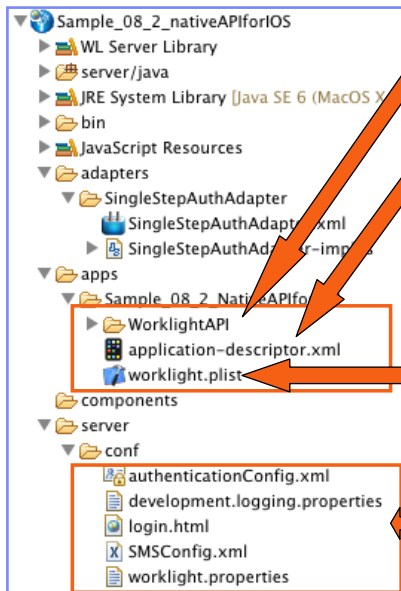 Sample_08_2_nativeAPIforIOS
WL Server Library
server/java
JRE System Library [Java SE 6 (MacOS X
bin
JavaScript Resources
adapters
SingleStepAuthAdapter
.xml
apps
components
WorklightAPI
application-descriptor.xml
worklight.plist
server
conf
authenticationConfig.xml
development.logging.properties
login.html
SMSConfig.xml
worklight.properties